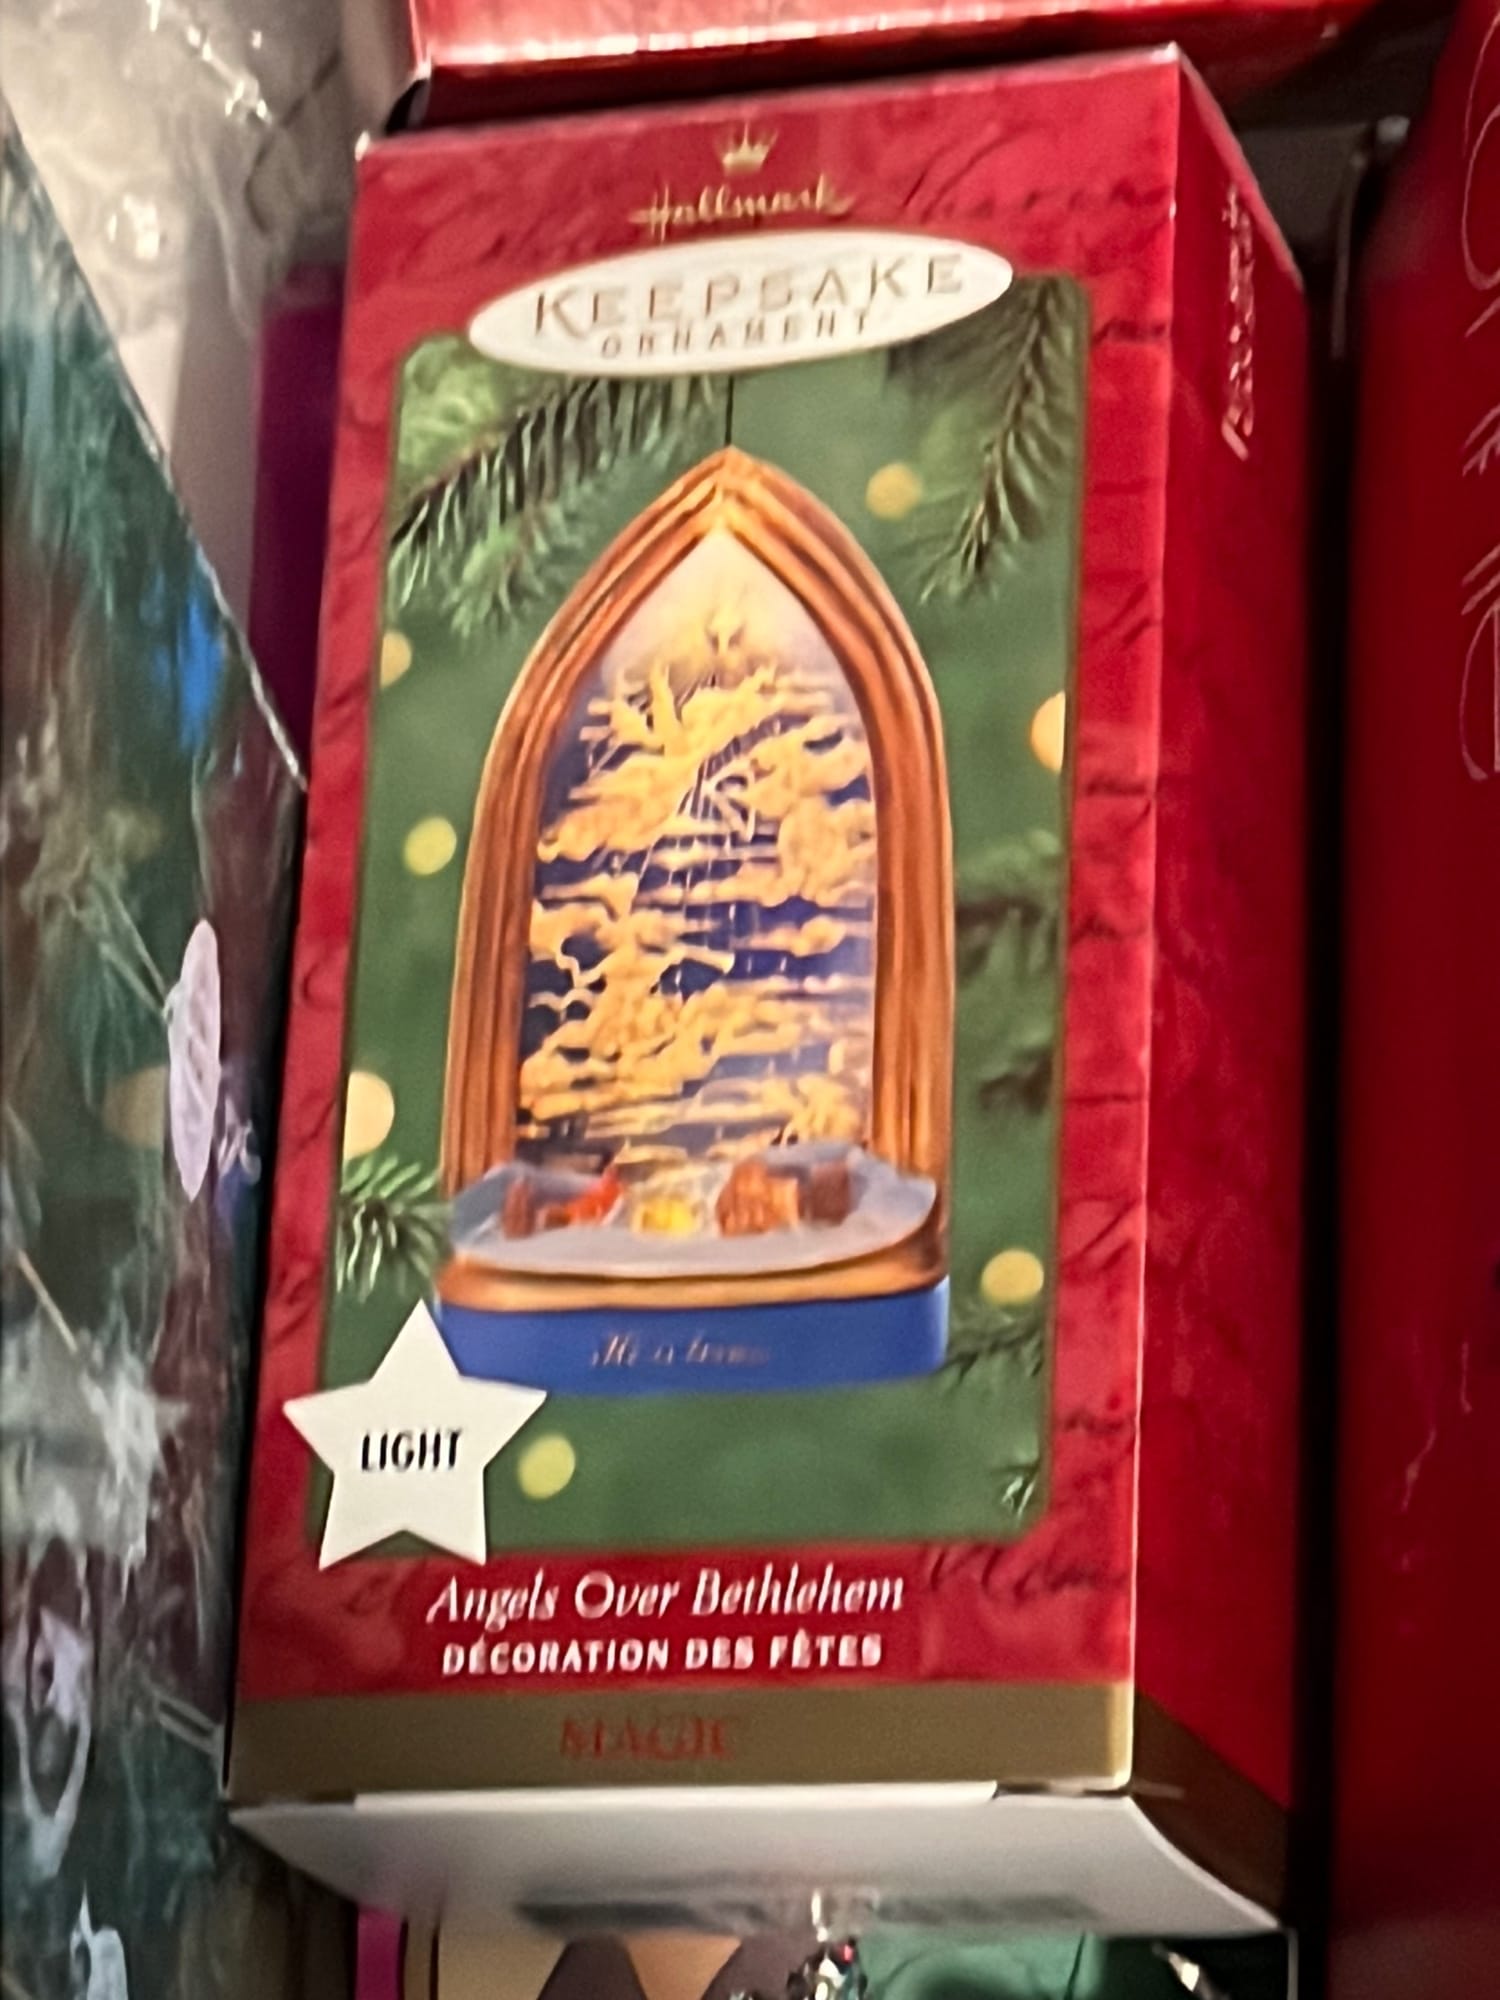 Hallmark
KEEPSAKE
ORNAMENT
LIGHT
Angels Over Bethlehem
DÉCORATION DES FÊTES
MAGIC